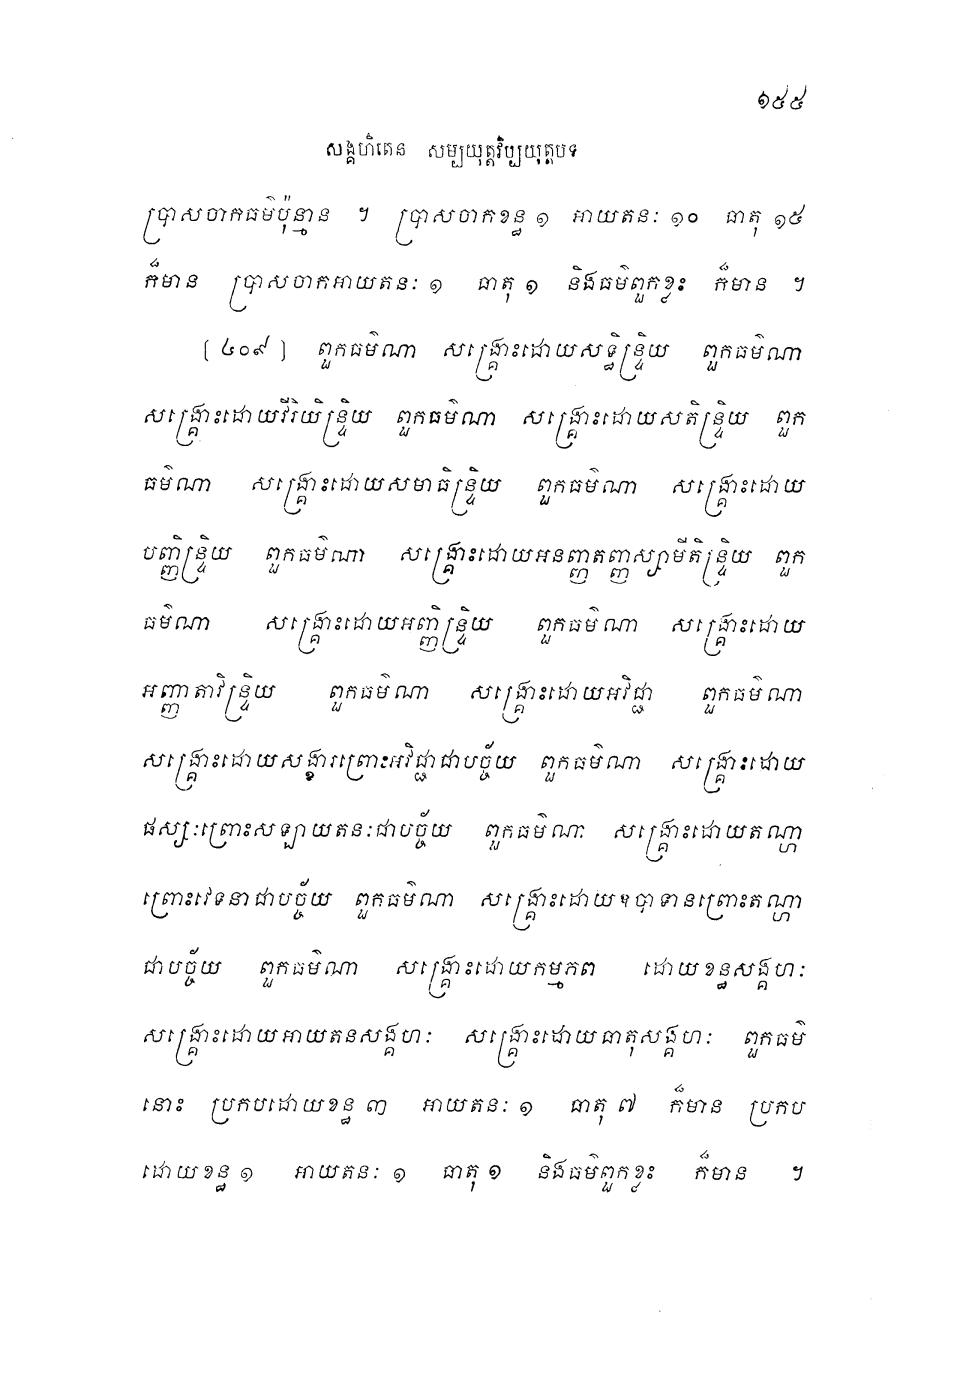 ១៥៥
សង្គហិតេន សម្បយុត្តវិប្បយុត្តបទ
ប្រាសចាកធម៌ប៉ុន្មាន ។ ប្រាសចាកខន្ធ ១ អាយតនៈ ១០ ធាតុ ១៥
ក៏មាន ប្រាសចាកអាយតនៈ ១ ធាតុ ១ និងធម៌ពួកខ្លះ ក៏មាន ។
[ ៤០៩ ] ពួកធម៌ណា សង្គ្រោះដោយសទ្ធិន្ទ្រិយ ពួកធម៌ណា
សង្គ្រោះដោយវីរិយិន្ទ្រិយ ពួកធម៌ណា សង្គ្រោះដោយសតិន្ទ្រិយ ពួក
ធម៌ណា សង្គ្រោះដោយសមាធិន្ទ្រិយ ពួកធម៌ណា សង្គ្រោះដោយ
បញ្ញិន្ទ្រិយ ពួកធម៌ណា សង្គ្រោះដោយអនញ្ញតញ្ញស្សាមីតិន្ទ្រិយ ពួក
ធម៌ណា សង្គ្រោះដោយអញ្ញិន្ទ្រិយ ពួកធម៌ណា សង្គ្រោះដោយ
អញ្ញាតាវិន្ទ្រិយ ពួកធម៌ណា សង្គ្រោះដោយអវិជ្ជា ពួកធម៌ណា
សង្គ្រោះដោយសង្ខារព្រោះអវិជ្ជាជាបច្ច័យ ពួកធម៌ណា សង្គ្រោះដោយ
ផស្សៈព្រោះសឡាយតនៈជាបច្ច័យ ពួកធម៌ណា សង្គ្រោះដោយតណ្ហា
ព្រោះវេទនាជាបច្ច័យ ពួកធម៌ណា សង្គ្រោះដោយឧបាទានព្រោះតណ្ហា
ជាបច្ច័យ ពួកធម៌ណា សង្គ្រោះដោយកម្មភព ដោយខន្ធសង្គហៈ
សង្គ្រោះដោយអាយតនសង្គហៈ សង្គ្រោះដោយធាតុសង្គហៈ ពួកធម៌
នោះ ប្រកបដោយខន្ធ ៣ អាយតនៈ ១ ធាតុ ៧ ក៏មាន ប្រកប
ដោយខន្ធ ១ អាយតនៈ ១ ធាតុ ១ និងធម៌ពួកខ្លះ ក៏មាន ។